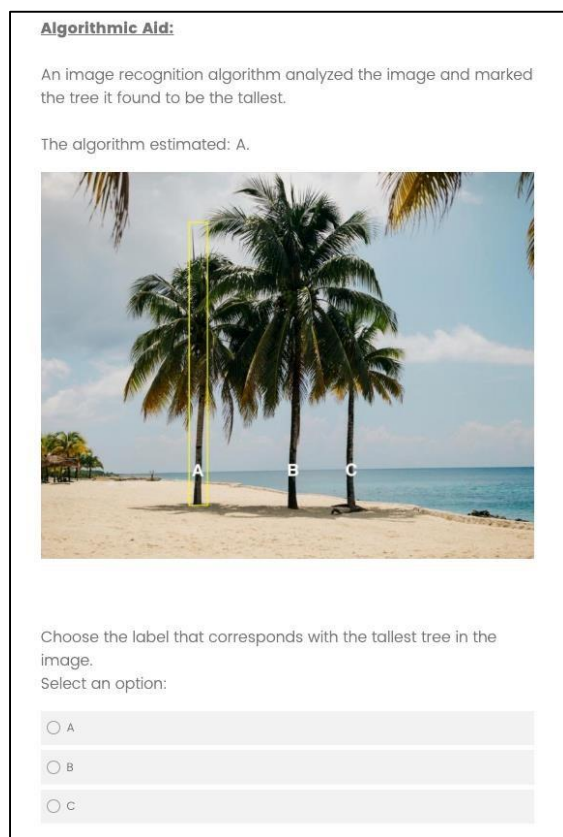 Algorithmic Aid:
An image recognition algorithm analyzed the image and marked
the tree it found to be the tallest.
The algorithm estimated: A.
A B C
Choose the label that corresponds with the tallest tree in the
image.
Select an option:
A
B
C